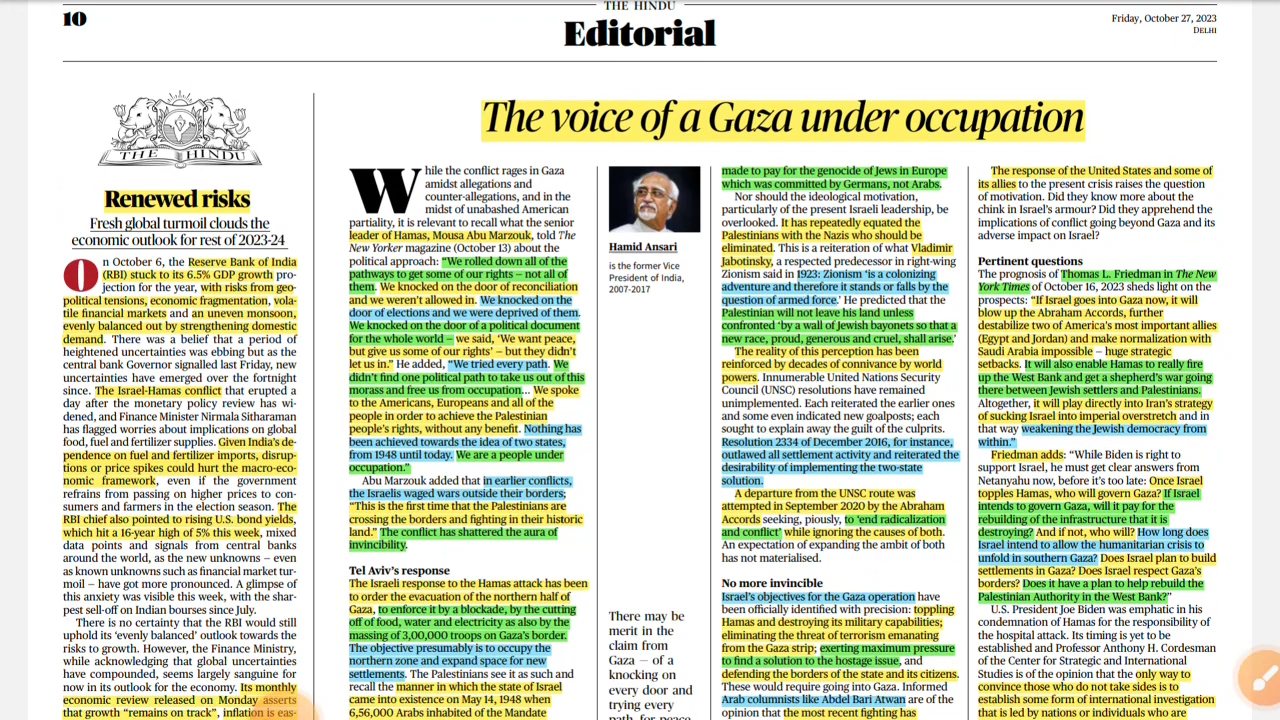 10
THE HINDU
Editorial
Friday, October 27, 2023
DELHI
THE HINDU
Renewed risks
Fresh global turmoil clouds the
economic outlook for rest of 2023-24
On October 6, the Reserve Bank of India
(RBI) stuck to its 6.5% GDP growth pro-
jection for the year, with risks from geo-
political tensions, economic fragmentation, vola-
tile financial markets and an uneven monsoon,
evenly balanced out by strengthening domestic
demand. There was a belief that a period of
heightened uncertainties was ebbing but as the
central bank Governor signalled last Friday, new
uncertainties have emerged over the fortnight
since. The Israel-Hamas conflict that erupted a
day after the monetary policy review has wi-
dened, and Finance Minister Nirmala Sitharaman
has flagged worries about implications on global
food, fuel and fertilizer supplies. Given India's de-
pendence on fuel and fertilizer imports, disrup-
tions or price spikes could hurt the macro-eco-
nomic framework, even if the government
refrains from passing on higher prices to con-
sumers and farmers in the election season. The
RBI chief also pointed to rising U.S. bond yields,
which hit a 16-year high of 5% this week, mixed
data points and signals from central banks
around the world, as the new unknowns – even
as known unknowns such as financial market tur-
moil – have got more pronounced. A glimpse of
this anxiety was visible this week, with the shar-
pest sell-off on Indian bourses since July.
There is no certainty that the RBI would still
uphold its 'evenly balanced' outlook towards the
risks to growth. However, the Finance Ministry,
while acknowledging that global uncertainties
have compounded, seems largely sanguine for
now in its outlook for the economy. Its monthly
economic review released on Monday asserts
that growth "remains on track", inflation is eas-
The voice of a Gaza under occupation
While the conflict rages in Gaza
amidst allegations and
counter-allegations, and in the
midst of unabashed American
partiality, it is relevant to recall what the senior
leader of Hamas, Mousa Abu Marzouk, told The
New Yorker magazine (October 13) about the
political approach: "We rolled down all of the
pathways to get some of our rights – not all of
them. We knocked on the door of reconciliation
and we weren't allowed in. We knocked on the
door of elections and we were deprived of them.
We knocked on the door of a political document
for the whole world – we said, 'We want peace,
but give us some of our rights' – but they didn't
let us in." He added, "We tried every path. We
didn't find one political path to take us out of this
morass and free us from occupation... We spoke
to the Americans, Europeans and all of the
people in order to achieve the Palestinian
people's rights, without any benefit. Nothing has
been achieved towards the idea of two states,
from 1948 until today. We are a people under
occupation."
Abu Marzouk added that in earlier conflicts,
the Israelis waged wars outside their borders;
"This is the first time that the Palestinians are
crossing the borders and fighting in their historic
land." The conflict has shattered the aura of
invincibility.
Tel Aviv's response
The Israeli response to the Hamas attack has been
to order the evacuation of the northern half of
Gaza, to enforce it by a blockade, by the cutting
off of food, water and electricity as also by the
massing of 3,00,000 troops on Gaza's border.
The objective presumably is to occupy the
northern zone and expand space for new
settlements. The Palestinians see it as such and
recall the manner in which the state of Israel
came into existence on May 14, 1948 when
6,56,000 Arabs inhabited of the Mandate
Hamid Ansari
is the former Vice
President of India,
2007-2017
There may be
merit in the
claim from
Gaza — of a
knocking on
every door and
trying every
path, for peace
made to pay for the genocide of Jews in Europe
which was committed by Germans, not Arabs.
Nor should the ideological motivation,
particularly of the present Israeli leadership, be
overlooked. It has repeatedly equated the
Palestinians with the Nazis who should be
eliminated. This is a reiteration of what Vladimir
Jabotinsky, a respected predecessor in right-wing
Zionism said in 1923: Zionism 'is a colonizing
adventure and therefore it stands or falls by the
question of armed force.' He predicted that the
Palestinian will not leave his land unless
confronted 'by a wall of Jewish bayonets so that a
new race, proud, generous and cruel, shall arise.'
The reality of this perception has been
reinforced by decades of connivance by world
powers. Innumerable United Nations Security
Council (UNSC) resolutions have remained
unimplemented. Each reiterated the earlier ones
and some even indicated new goalposts; each
sought to explain away the guilt of the culprits.
Resolution 2334 of December 2016, for instance,
outlawed all settlement activity and reiterated the
desirability of implementing the two-state
solution.
A departure from the UNSC route was
attempted in September 2020 by the Abraham
Accords seeking, piously, to 'end radicalization
and conflict' while ignoring the causes of both.
An expectation of expanding the ambit of both
has not materialised.
No more invincible
Israel's objectives for the Gaza operation have
been officially identified with precision: toppling
Hamas and destroying its military capabilities;
eliminating the threat of terrorism emanating
from the Gaza strip; exerting maximum pressure
to find a solution to the hostage issue, and
defending the borders of the state and its citizens.
These would require going into Gaza. Informed
Arab columnists like Abdel Bari Atwan are of the
opinion that the most recent fighting has
The response of the United States and some of
its allies to the present crisis raises the question
of motivation. Did they know more about the
chink in Israel's armour? Did they apprehend the
implications of conflict going beyond Gaza and its
adverse impact on Israel?
Pertinent questions
The prognosis of Thomas L. Friedman in The New
York Times of October 16, 2023 sheds light on the
prospects: "If Israel goes into Gaza now, it will
blow up the Abraham Accords, further
destabilize two of America's most important allies
(Egypt and Jordan) and make normalization with
Saudi Arabia impossible – huge strategic
setbacks. It will also enable Hamas to really fire
up the West Bank and get a shepherd's war going
there between Jewish settlers and Palestinians.
Altogether, it will play directly into Iran's strategy
of sucking Israel into imperial overstretch and in
that way weakening the Jewish democracy from
within."
Friedman adds: "While Biden is right to
support Israel, he must get clear answers from
Netanyahu now, before it's too late: Once Israel
topples Hamas, who will govern Gaza? If Israel
intends to govern Gaza, will it pay for the
rebuilding of the infrastructure that it is
destroying? And if not, who will? How long does
Israel intend to allow the humanitarian crisis to
unfold in southern Gaza? Does Israel plan to build
settlements in Gaza? Does Israel respect Gaza's
borders? Does it have a plan to help rebuild the
Palestinian Authority in the West Bank?"
U.S. President Joe Biden was emphatic in his
condemnation of Hamas for the responsibility of
the hospital attack. Its timing is yet to be
established and Professor Anthony H. Cordesman
of the Center for Strategic and International
Studies is of the opinion that the only way to
convince those who do not take sides is to
establish some form of international investigation
that is led by nations or individuals who are